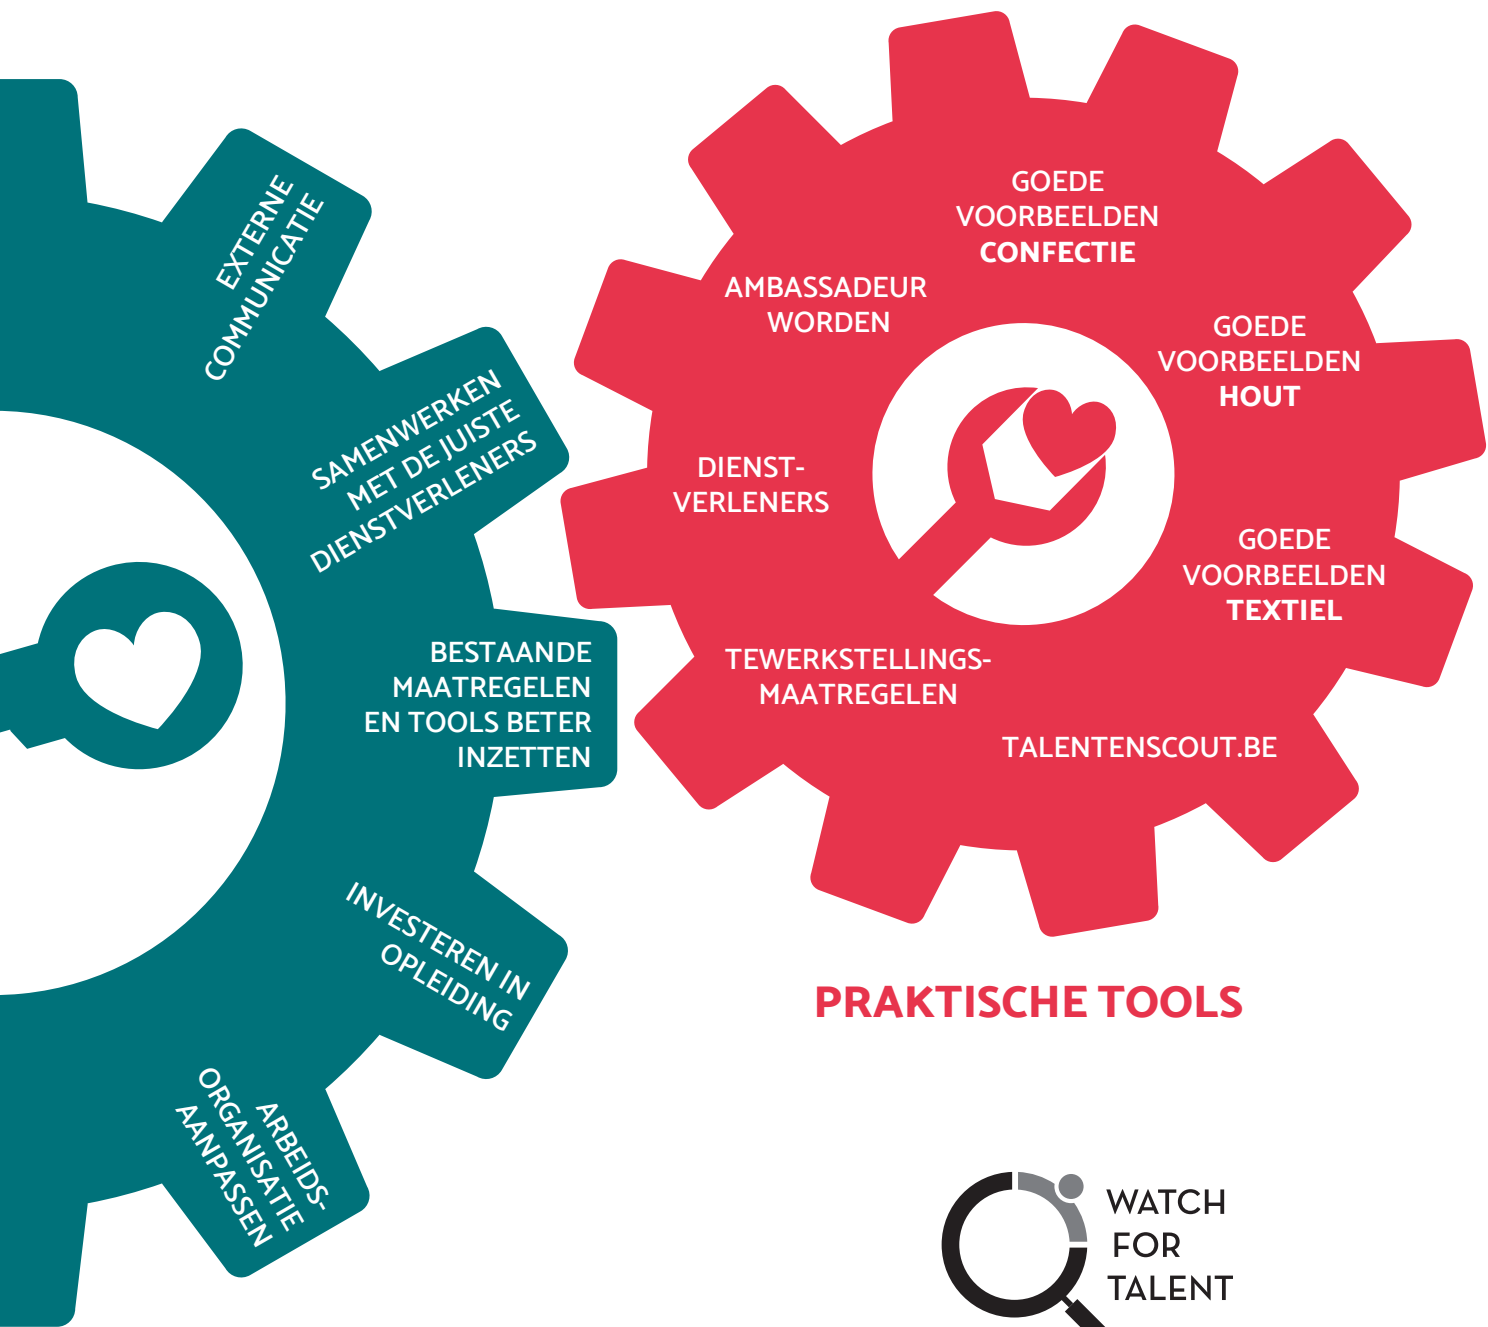 EXTERNE
COMMUNICATIE
SAMENWERKEN
MET DE JUISTE
DIENSTVERLENERS
BESTAANDE
MAATREGELEN
EN TOOLS BETER
INZETTEN
INVESTEREN IN
OPLEIDING
ARBEIDS-
ORGANISATIE
AANPASSEN
GOEDE
VOORBEELDEN
CONFECTIE
AMBASSADEUR
WORDEN
GOEDE
VOORBEELDEN
HOUT
DIENST-
VERLENERS
GOEDE
VOORBEELDEN
TEXTIEL
TEWERKSTELLINGS-
MAATREGELEN
TALENTENSCOUT.BE
PRAKTISCHE TOOLS
WATCH
FOR
TALENT